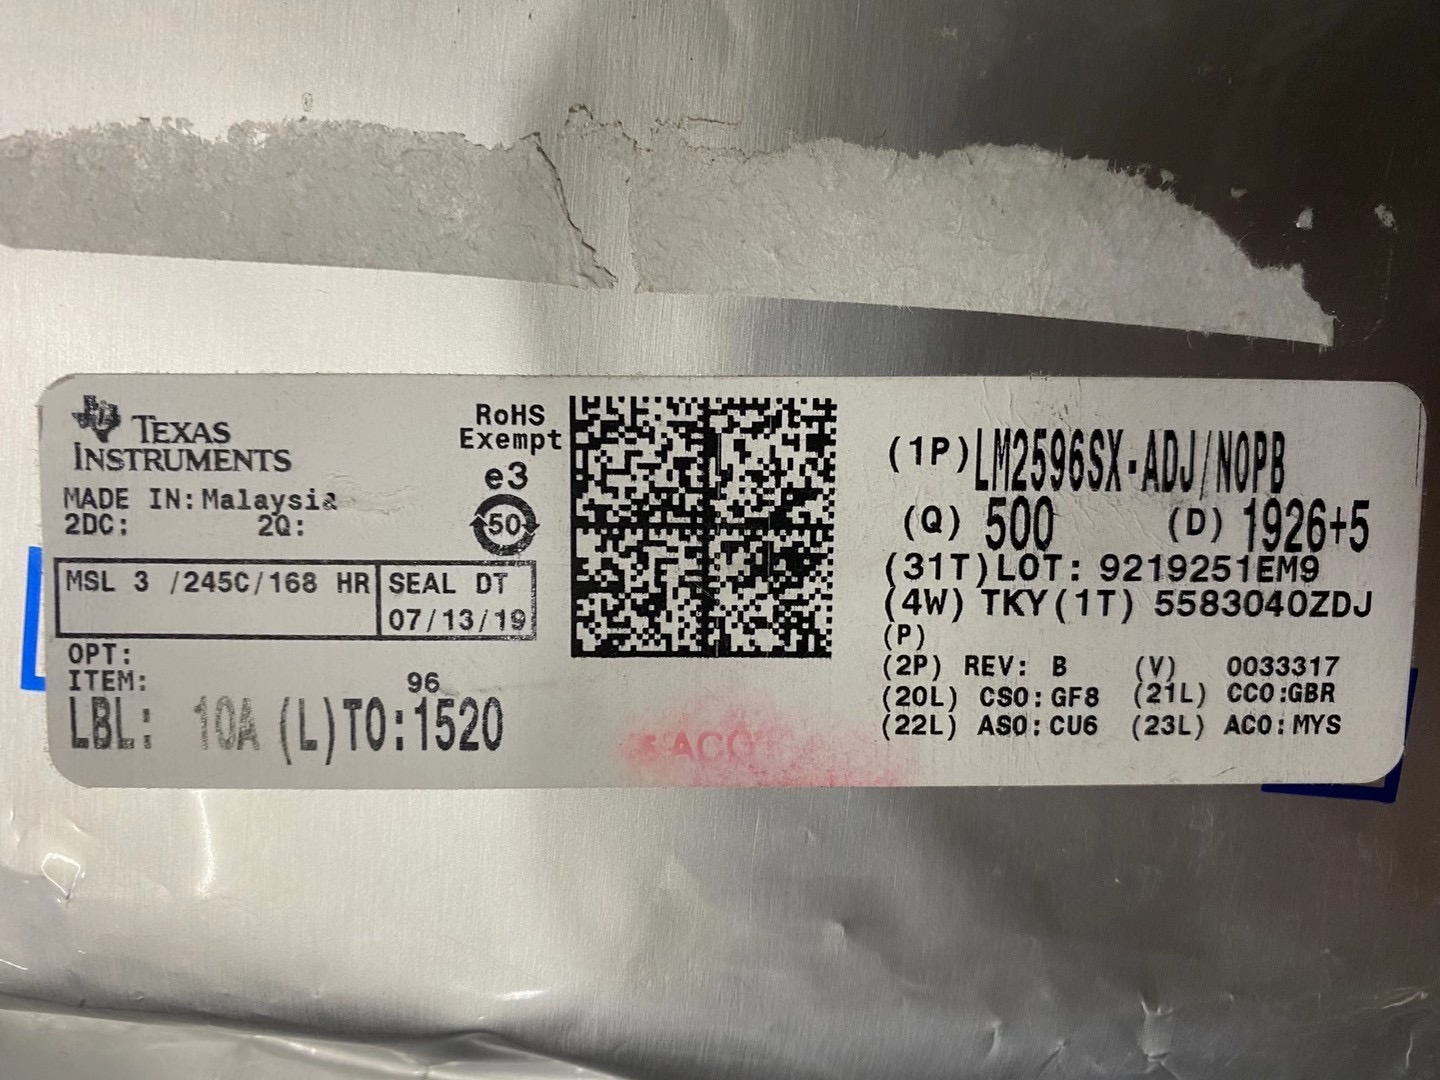 TEXAS
INSTRUMENTS
MADE IN: Malaysia
2DC: 2Q:
RoHS
Exempt
e3
50
MSL 3 /245C/168 HR
SEAL DT
07/13/19
OPT:
ITEM: 96
LBL: 10A (L)TO:1520
(1P)LM2596SX-ADJ/NOPB
(Q) 500 (D) 1926+5
(31T)LOT: 9219251EM9
(4W) TKY(1T) 5583040ZDJ
(P)
(2P) REV: B (V) 0033317
(20L) CSO:GF8 (21L) CCO:GBR
(22L) ASO:CU6 (23L) ACO:MYS